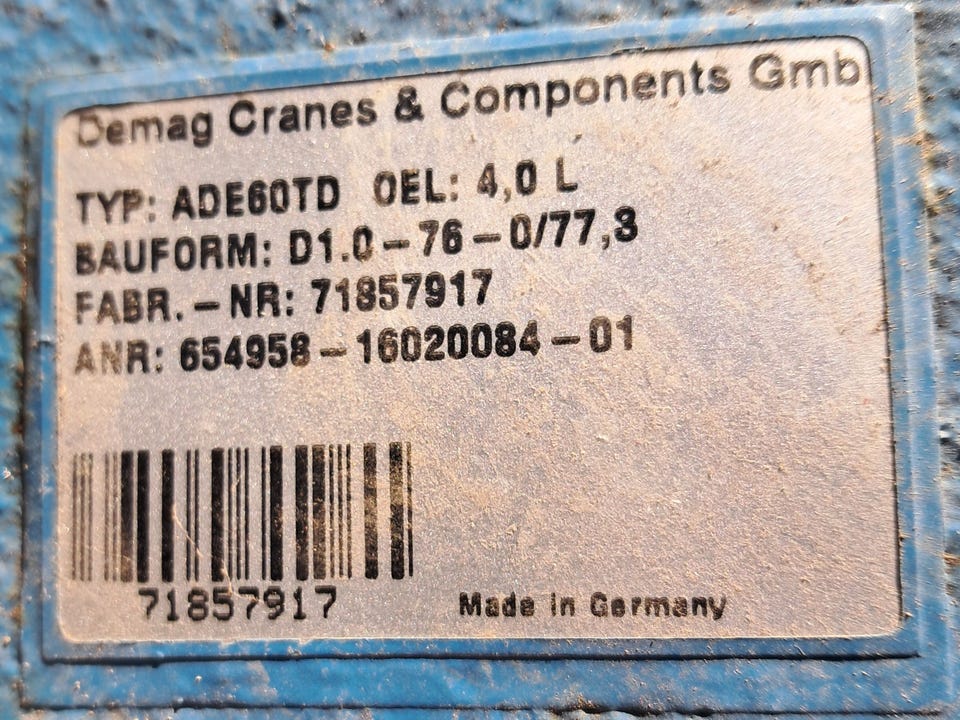 Demag Cranes & Components Gmb
TYP: ADE60TD OEL: 4,0 L
BAUFORM: D1.0-76-0/77,3
FABR.-NR: 71857917
ANR: 654958-16020084-01
71857917
Made in Germany